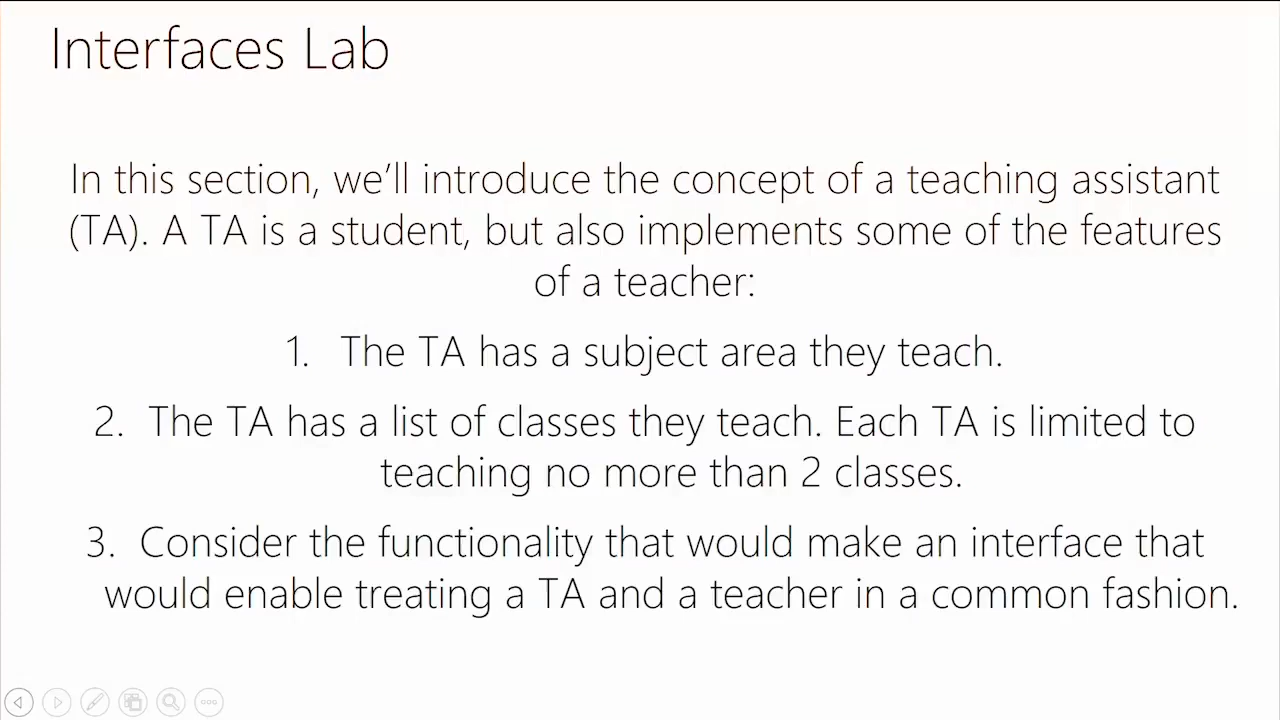 Interfaces Lab
In this section, we’ll introduce the concept of a teaching assistant
(TA). A TA is a student, but also implements some of the features
of a teacher:
1. The TA has a subject area they teach.
2. The TA has a list of classes they teach. Each TA is limited to
teaching no more than 2 classes.
3. Consider the functionality that would make an interface that
would enable treating a TA and a teacher in a common fashion.